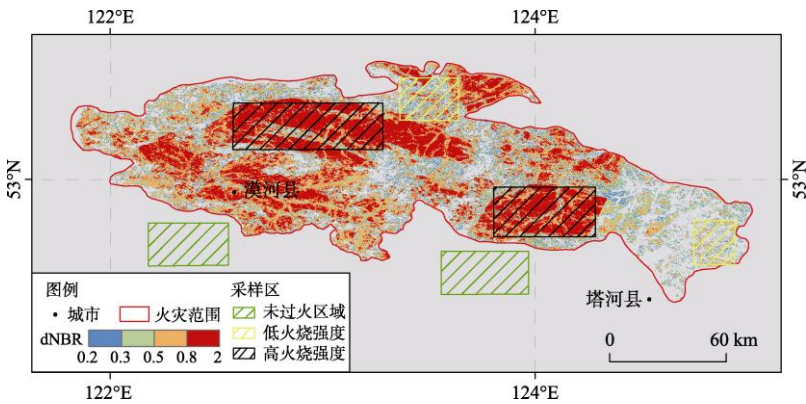 122°E 124°E
53°N 53°N
漠河县
图例 采样区
城市 火灾范围 未过火区域
dNBR 低火烧强度
0.2 0.3 0.5 0.8 2 高火烧强度
塔河县
0 60 km
122°E 124°E